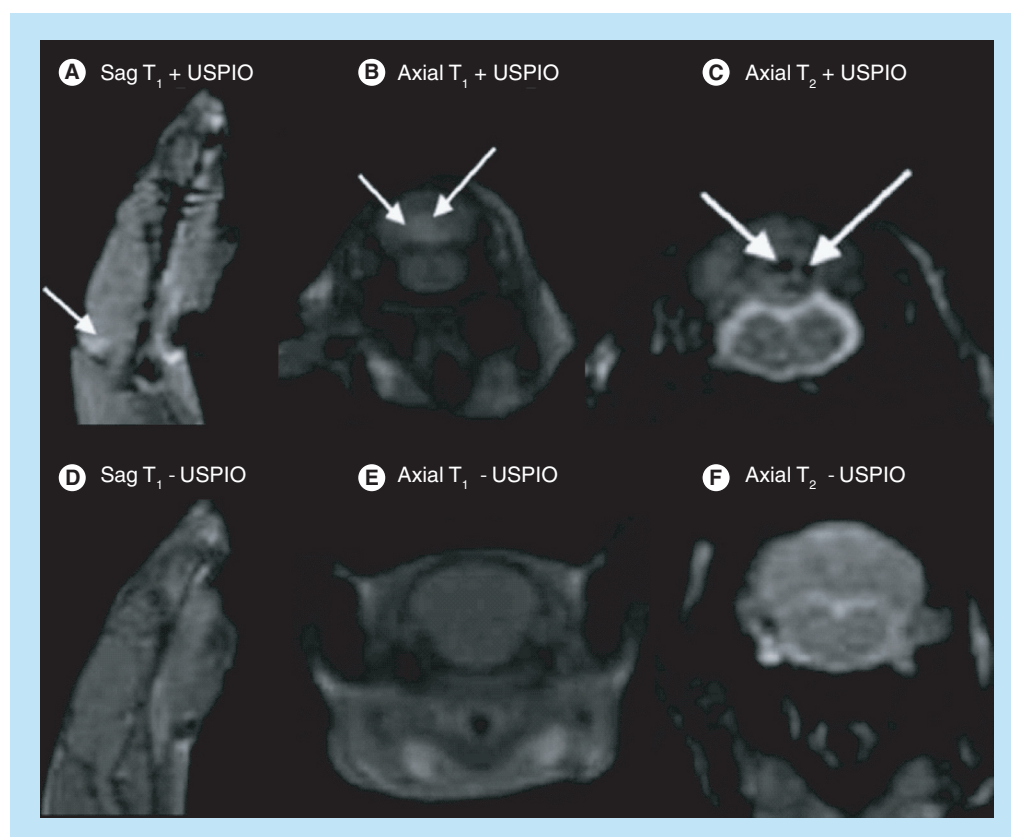 A Sag T1 + USPIO
B Axial T1 + USPIO
C Axial T2 + USPIO
D Sag T1 - USPIO
E Axial T1 - USPIO
F Axial T2 - USPIO